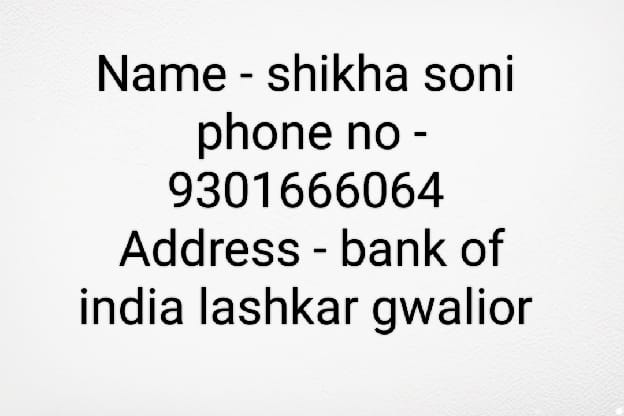 Name - shikha soni
phone no -
9301666064
Address - bank of
india lashkar gwalior